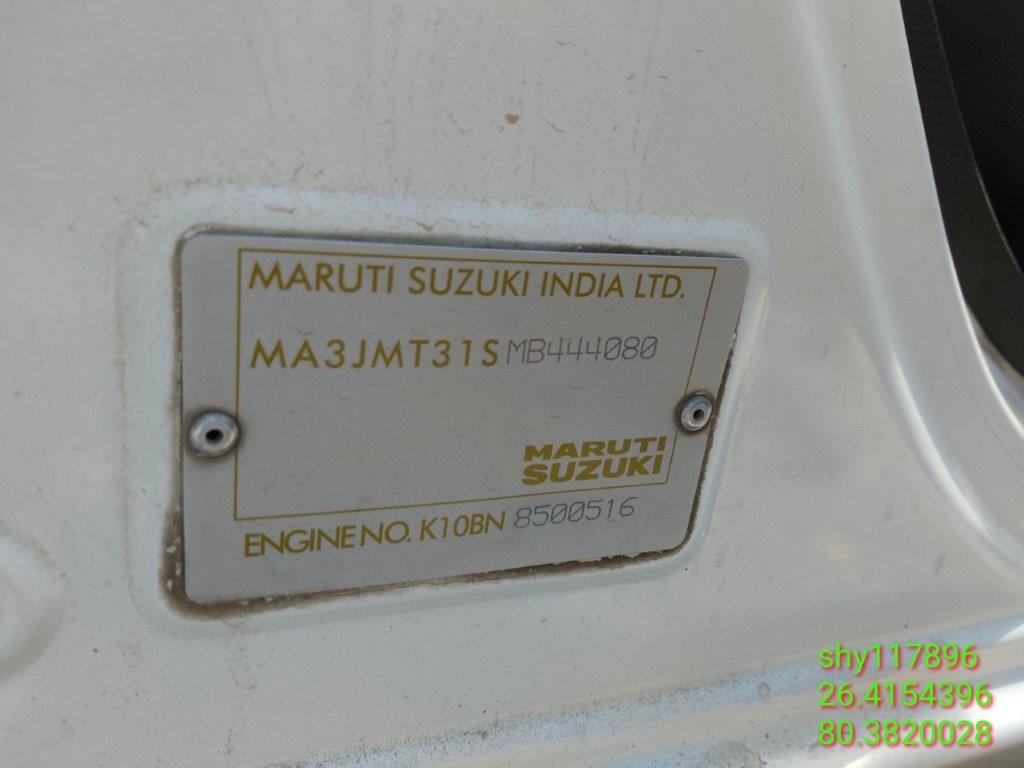 MARUTI SUZUKI INDIA LTD.
MA3JMT31SMB444080
MARUTI
SUZUKI
ENGINE NO. K10BN 8500516
shy117896
26.4154396
80.3820028